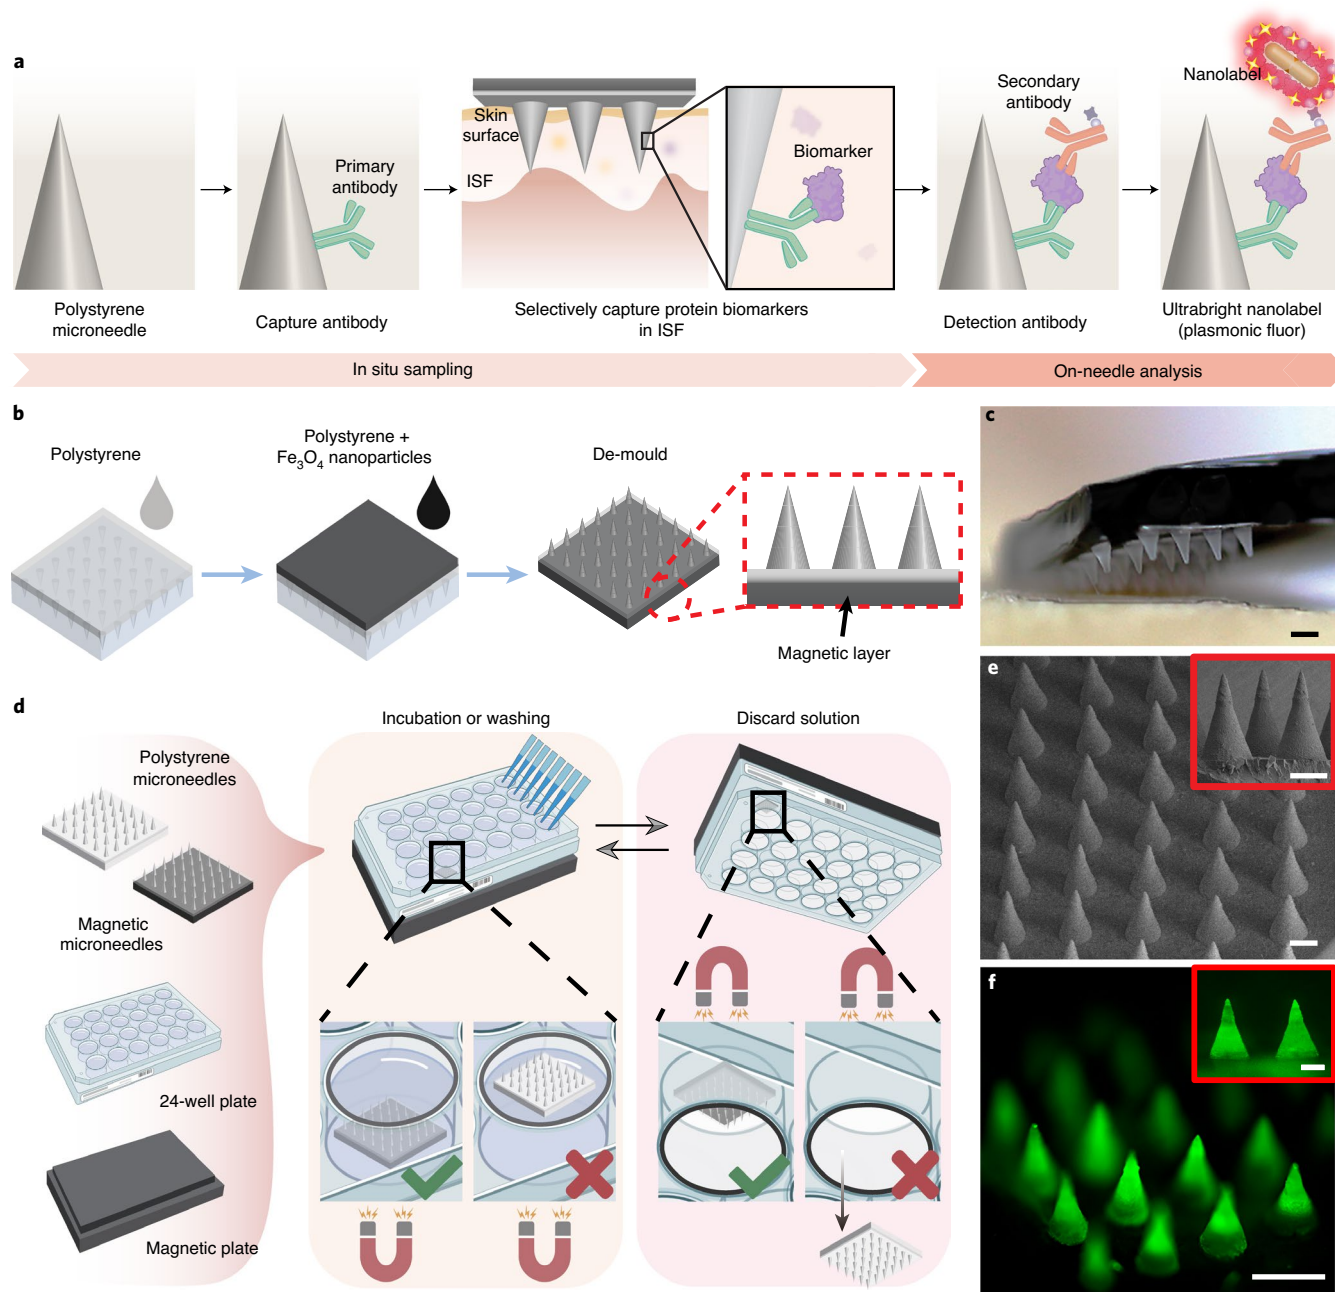 a
Polystyrene
microneedle
Primary
antibody
Capture antibody
Skin
surface
ISF
Biomarker
Selectively capture protein biomarkers
in ISF
Secondary
antibody
Detection antibody
Nanolabel
Ultrabright nanolabel
(plasmonic fluor)
In situ sampling
On-needle analysis
b
Polystyrene
Polystyrene +
Fe₃O₄ nanoparticles
De-mould
Magnetic layer
c
d
Polystyrene
microneedles
Magnetic
microneedles
24-well plate
Magnetic plate
Incubation or washing
Discard solution
e
f